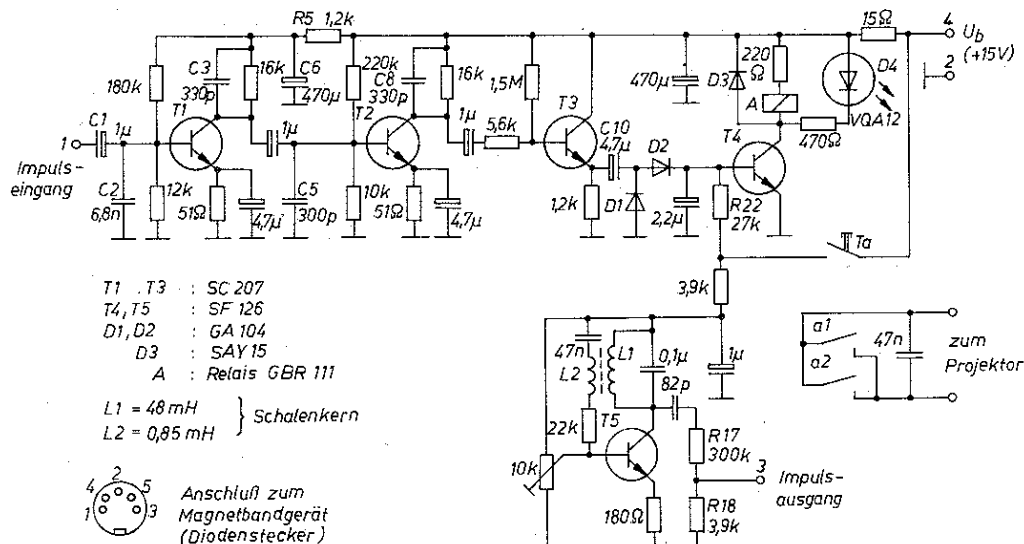 R5 1,2k
15Ω
4
U_b
(+15V)
2
180k
C3
330p
16k
C6
470µ
220k
C8
330p
16k
1,5M
470µ
D3
220
Ω
A
D4
VQA12
470Ω
C1
1
1µ
T1
1µ
T2
1µ
5,6k
T3
C10
4,7µ
D2
T4
Impuls-
eingang
C2
6,8n
12k
51Ω
4,7µ
C5
300p
10k
51Ω
4,7µ
1,2k
D1
2,2µ
R22
27k
Ta
3,9k
T1 . T3 : SC 207
T4, T5 : SF 126
D1, D2 : GA 104
D3 : SAY 15
A : Relais GBR 111
L1 = 48 mH
L2 = 0,85 mH
Schalenkern
47n
L2
L1
0,1µ
82p
1µ
22k
T5
10k
180Ω
R17
300k
3
Impuls-
ausgang
R18
3,9k
a1
a2
47n
zum
Projektor
2
4 5
1 3
Anschluß zum
Magnetbandgerät
(Diodenstecker)